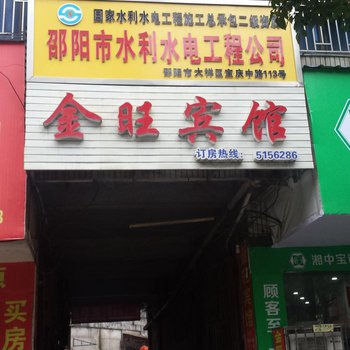 国家水利水电工程施工总承包二级资质
邵阳市水利水电工程公司
邵阳市大祥区宝庆中路113号
金旺宾馆
订房热线：5156286
湘中宝
顾客至
买房